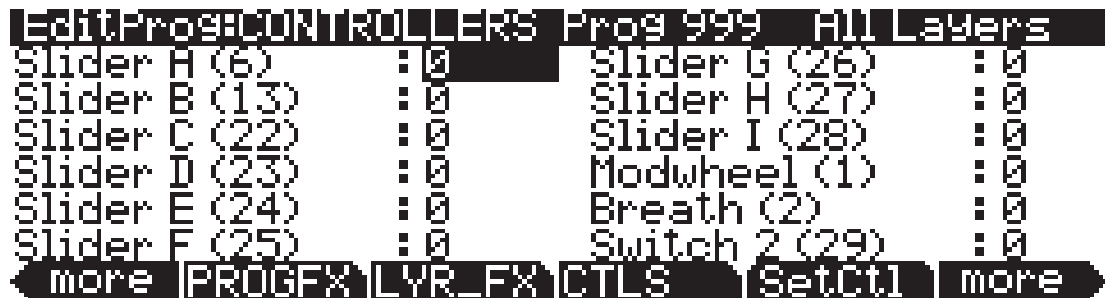 EditProg:CONTROLLERS Prog 999 All Layers
Slider A (6) :0 Slider G (26) :0
Slider B (13) :0 Slider H (27) :0
Slider C (22) :0 Slider I (28) :0
Slider D (23) :0 Modwheel (1) :0
Slider E (24) :0 Breath (2) :0
Slider F (25) :0 Switch 2 (29) :0
more PROGFX LYR_FX CTLS SetCtl more